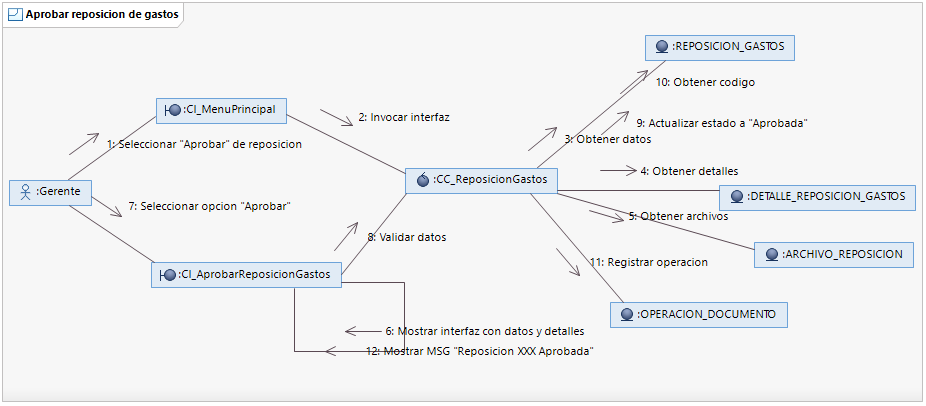 Aprobar reposicion de gastos
:REPOSICION_GASTOS
10: Obtener codigo
:CI_MenuPrincipal
2: Invocar interfaz
9: Actualizar estado a "Aprobada"
3: Obtener datos
1: Seleccionar "Aprobar" de reposicion
4: Obtener detalles
:CC_ReposicionGastos
:Gerente
:DETALLE_REPOSICION_GASTOS
7: Seleccionar opcion "Aprobar"
5: Obtener archivos
8: Validar datos
:ARCHIVO_REPOSICION
11: Registrar operacion
:CI_AprobarReposicionGastos
:OPERACION_DOCUMENTO
6: Mostrar interfaz con datos y detalles
12: Mostrar MSG "Reposicion XXX Aprobada"